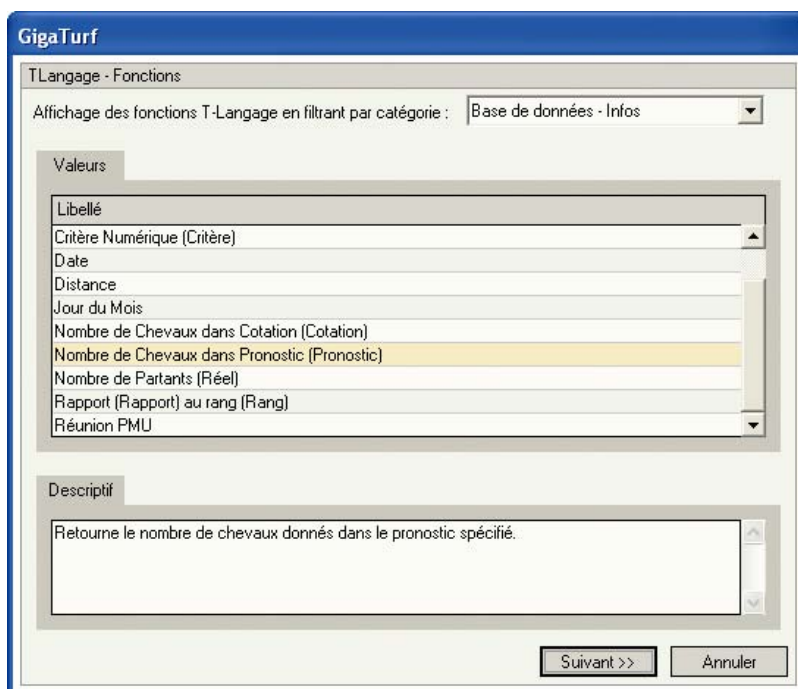 GigaTurf
TLangage - Fonctions
Affichage des fonctions T-Langage en filtrant par catégorie : Base de données - Infos
Valeurs
Libellé
Critère Numérique (Critère)
Date
Distance
Jour du Mois
Nombre de Chevaux dans Cotation (Cotation)
Nombre de Chevaux dans Pronostic (Pronostic)
Nombre de Partants (Réel)
Rapport (Rapport) au rang (Rang)
Réunion PMU
Descriptif
Retourne le nombre de chevaux donnés dans le pronostic spécifié.
Suivant >> Annuler